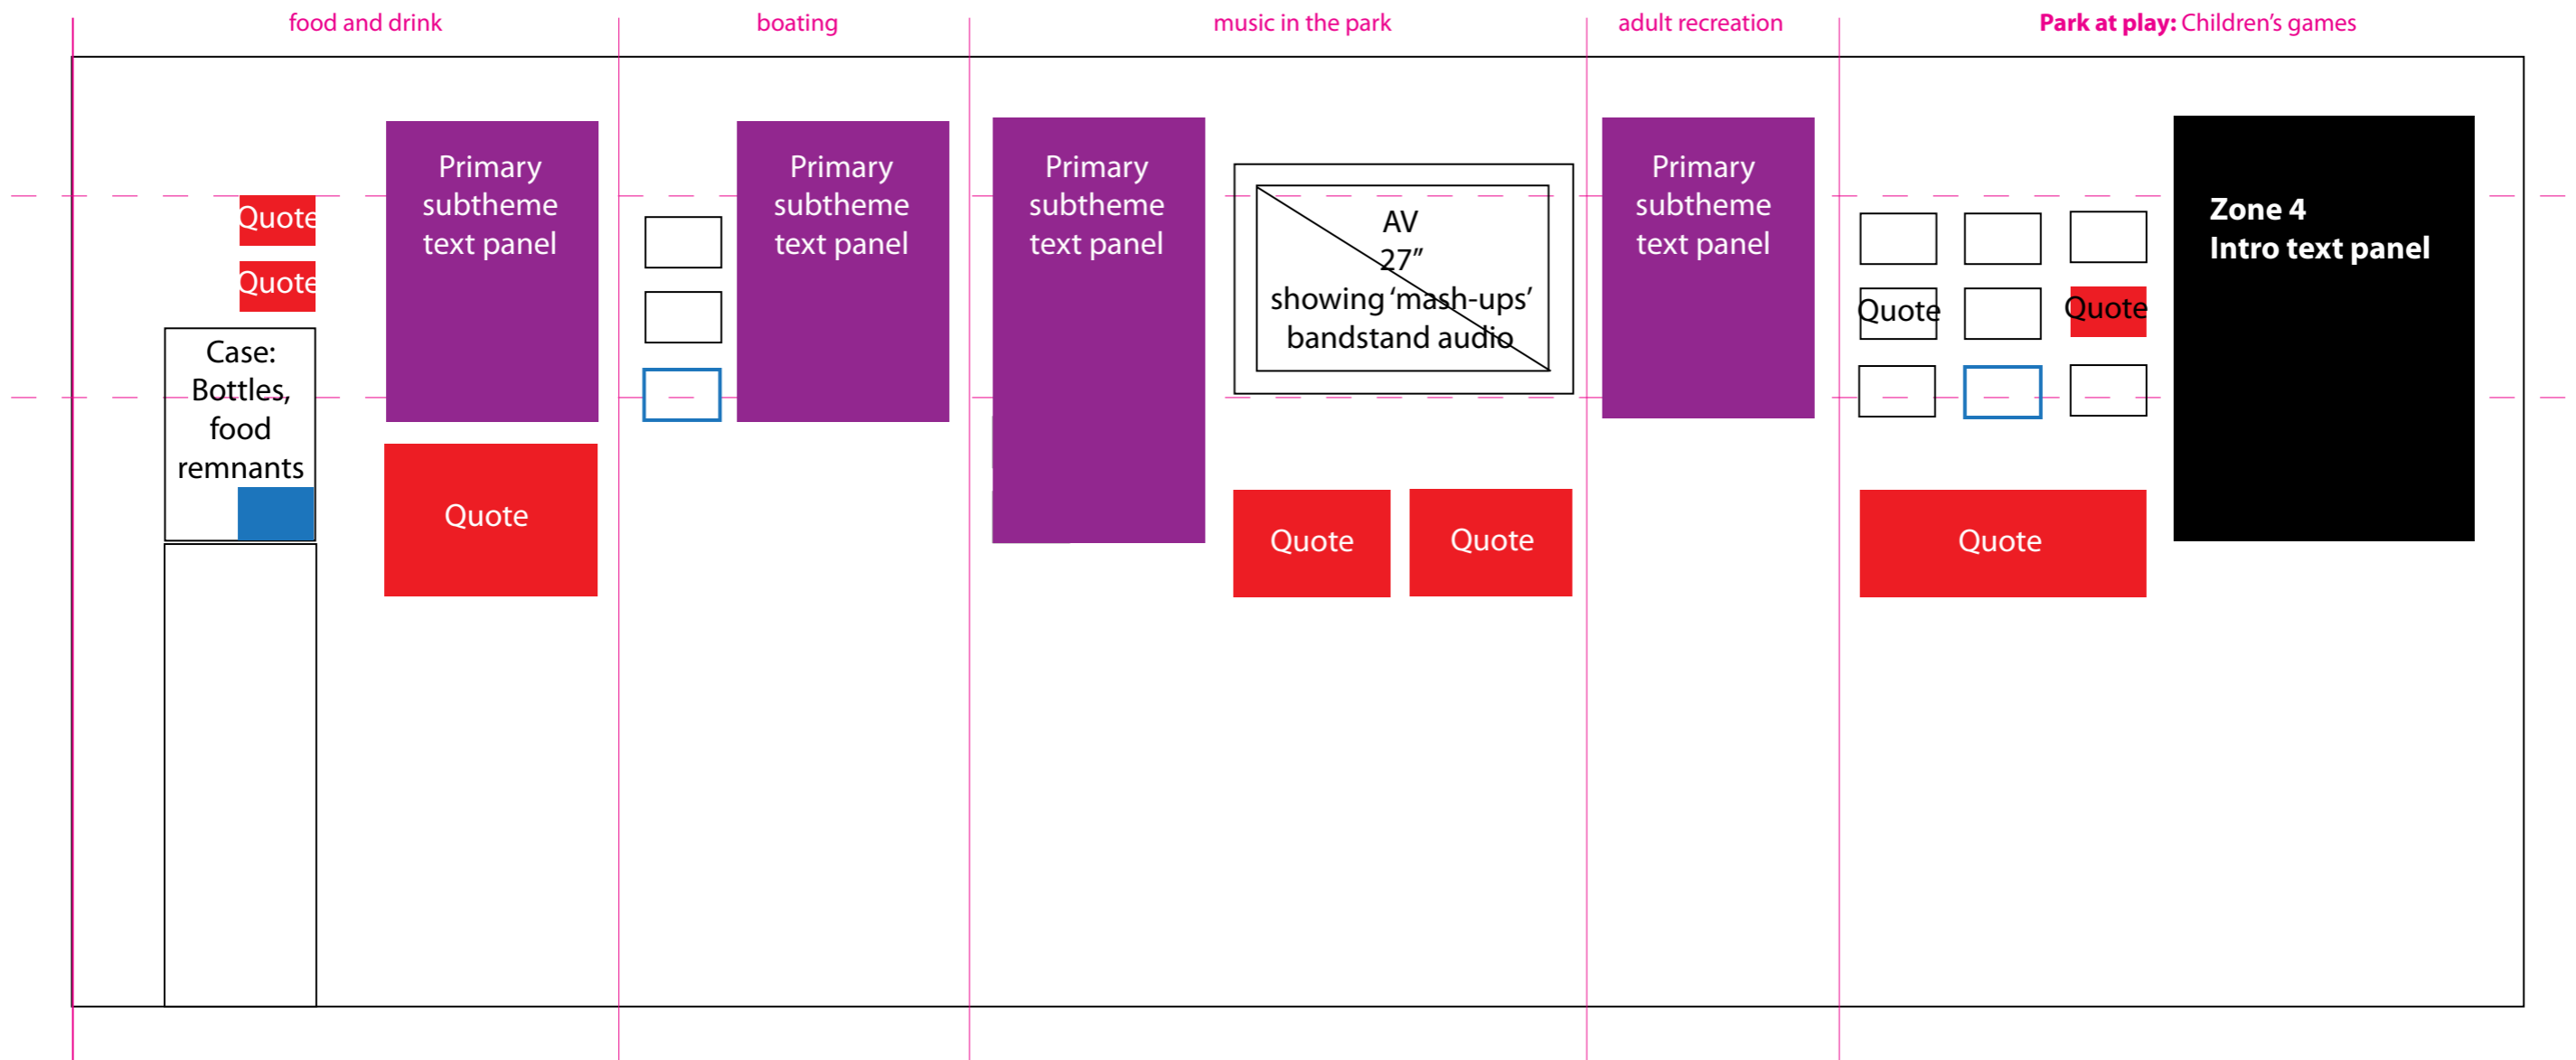 food and drink
boating
music in the park
adult recreation
Park at play: Children’s games
Quote
Quote
Case:
Bottles,
food
remnants
Primary
subtheme
text panel
Quote
Primary
subtheme
text panel
Primary
subtheme
text panel
AV
27”
showing ‘mash-ups’
bandstand audio
Quote
Quote
Primary
subtheme
text panel
Quote
Quote
Quote
Zone 4
Intro text panel